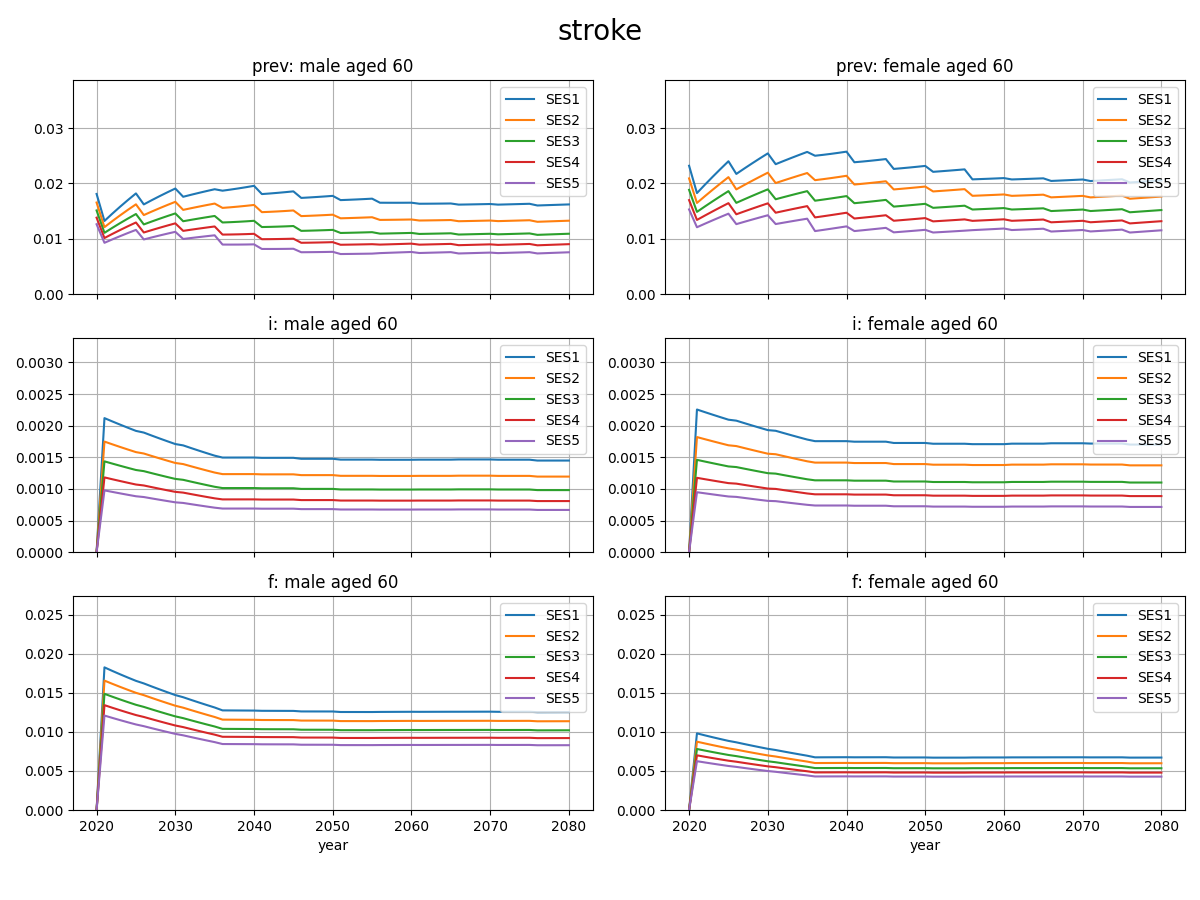 stroke
prev: male aged 60
0.03
0.02
0.01
0.00
SES1
SES2
SES3
SES4
SES5
prev: female aged 60
0.03
0.02
0.01
0.00
SES1
SES2
SES3
SES4
SES5
i: male aged 60
0.0030
0.0025
0.0020
0.0015
0.0010
0.0005
0.0000
SES1
SES2
SES3
SES4
SES5
i: female aged 60
0.0030
0.0025
0.0020
0.0015
0.0010
0.0005
0.0000
SES1
SES2
SES3
SES4
SES5
f: male aged 60
0.025
0.020
0.015
0.010
0.005
0.000
SES1
SES2
SES3
SES4
SES5
2020 2030 2040 2050 2060 2070 2080
year
f: female aged 60
0.025
0.020
0.015
0.010
0.005
0.000
SES1
SES2
SES3
SES4
SES5
2020 2030 2040 2050 2060 2070 2080
year